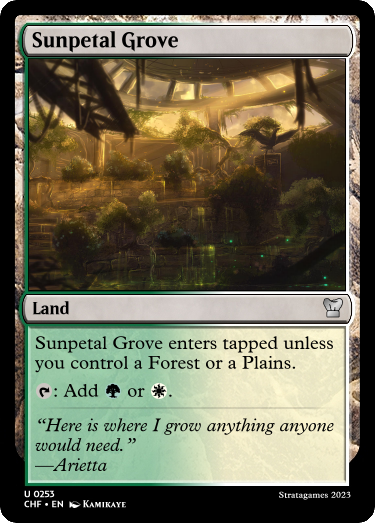 Sunpetal Grove
Land
Sunpetal Grove enters tapped unless
you control a Forest or a Plains.
: Add or .
“Here is where I grow anything anyone
would need.”
—Arietta
U 0253
CHF • EN Kamikaye
Stratagames 2023